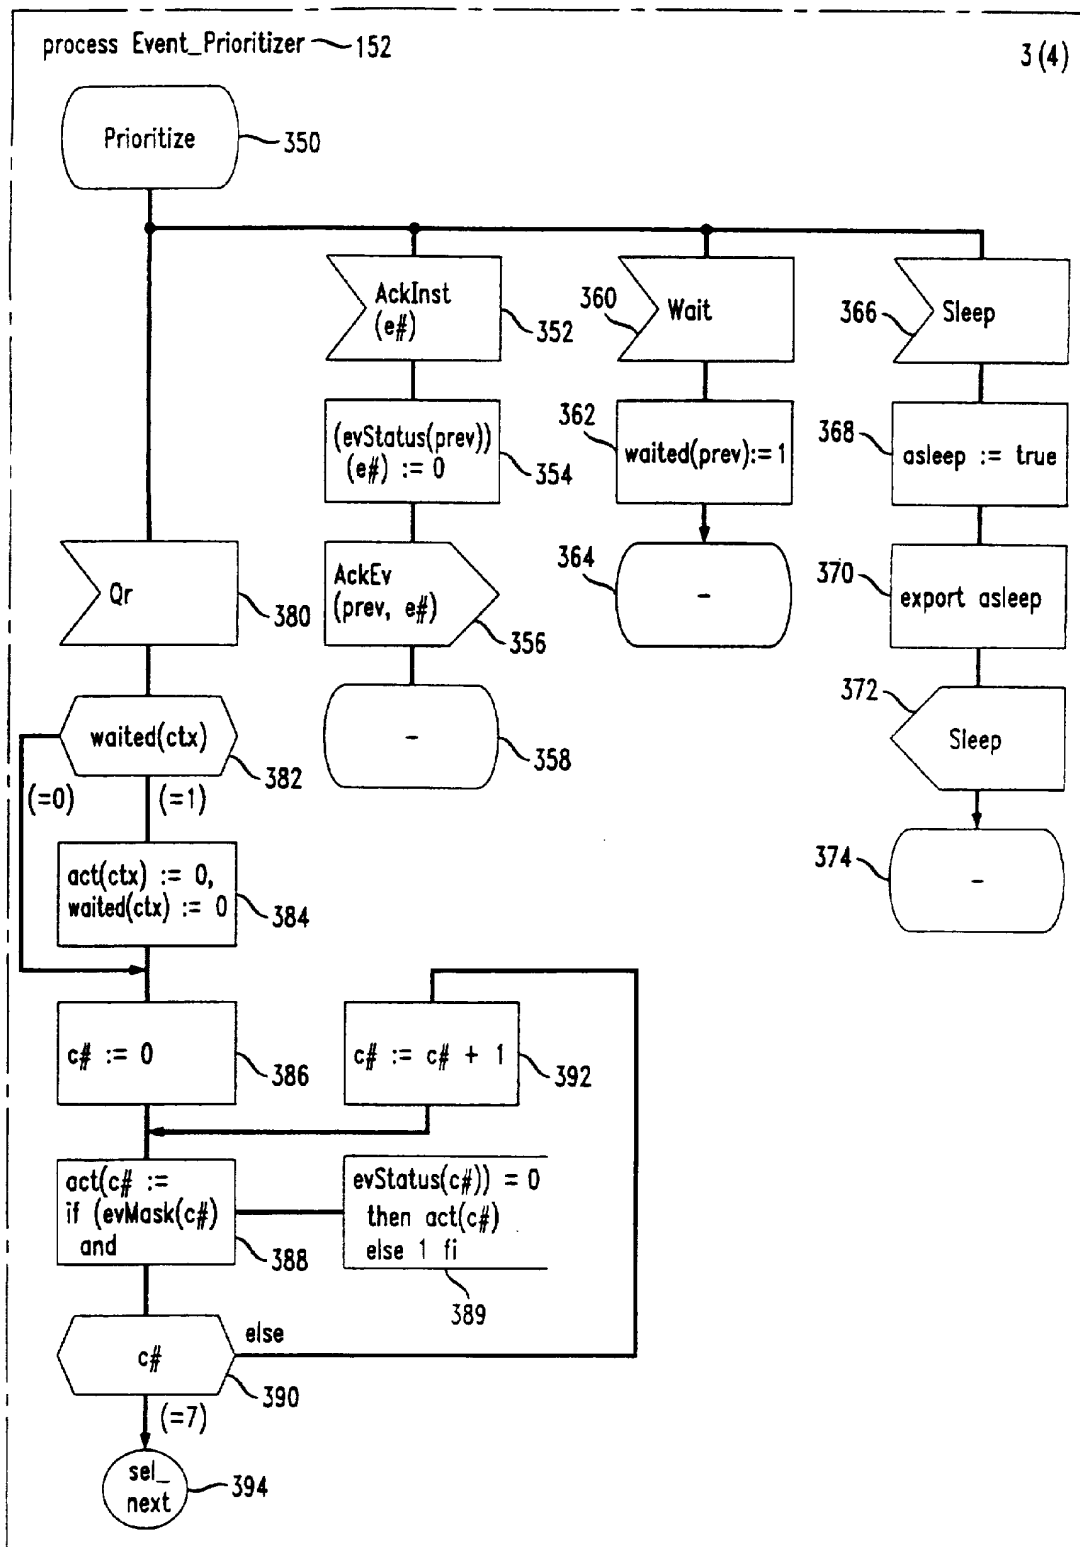 process Event_Prioritizer 152
3(4)
Prioritize
350
AckInst
(e#)
352
360
Wait
366
Sleep
(evStatus(prev))
(e#) := 0
354
362
waited(prev):= 1
368
asleep := true
Qr
380
AckEv
(prev, e#)
356
364
-
370
export asleep
waited(ctx)
382
(=0)
(=1)
-
358
372
Sleep
act(ctx) := 0,
waited(ctx) := 0
384
374
-
c# := 0
386
c# := c# + 1
392
act(c# :=
if (evMask(c#)
and
388
evStatus(c#)) = 0
then act(c#)
else 1 fi
389
c#
else
390
(=7)
sel_
next
394